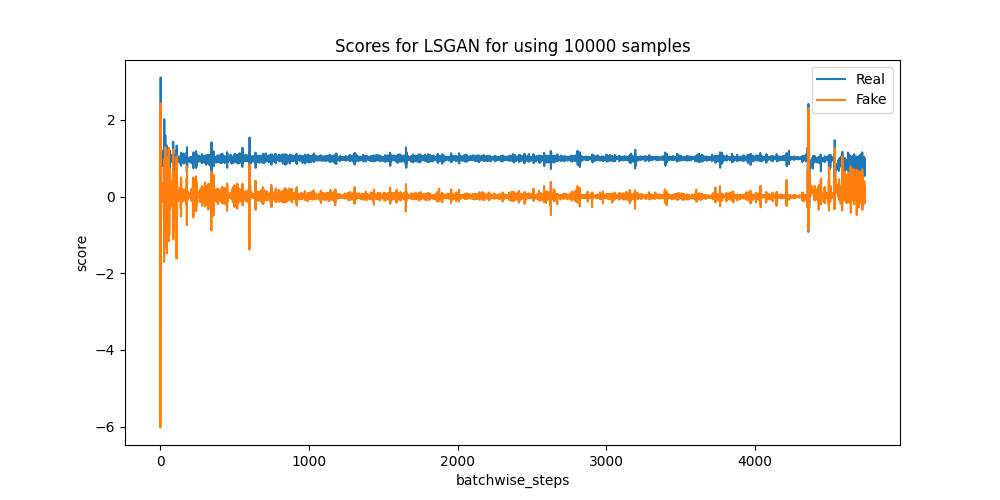 Scores for LSGAN for using 10000 samples
Real
Fake
score
2
0
−2
−4
−6
0 1000 2000 3000 4000
batchwise_steps